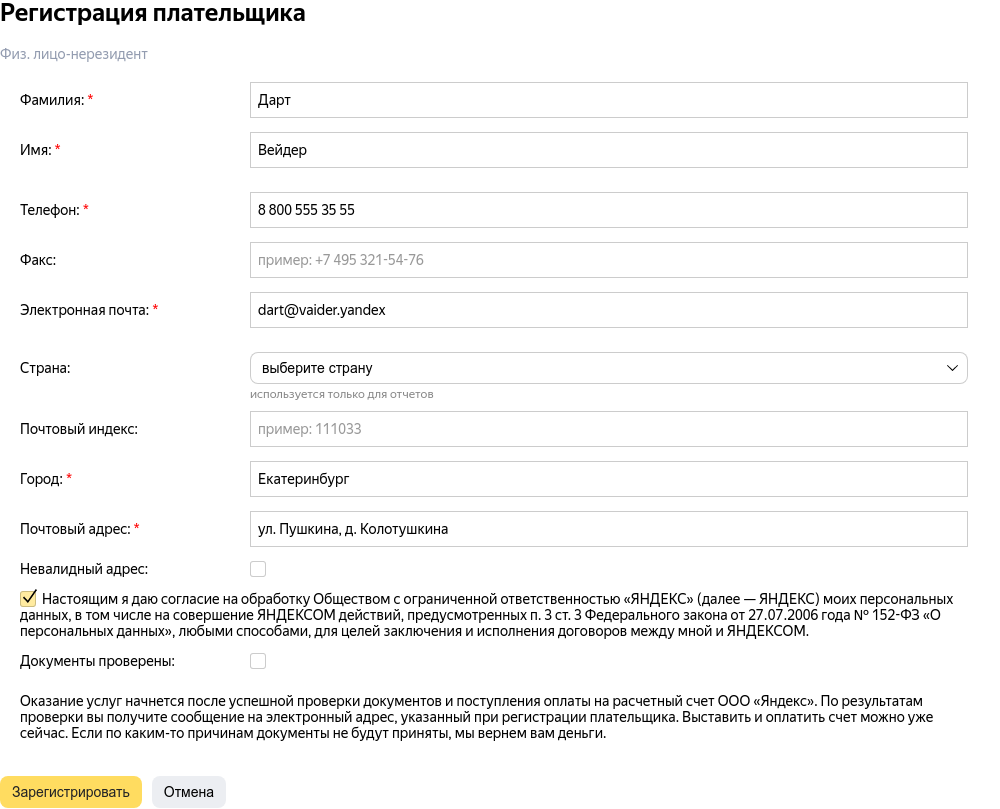 Регистрация плательщика
Физ. лицо-нерезидент
Фамилия: * Дарт
Имя: * Вейдер
Телефон: * 8 800 555 35 55
Факс: пример: +7 495 321-54-76
Электронная почта: * dart@vaider.yandex
Страна: выберите страну
используется только для отчетов
Почтовый индекс: пример: 111033
Город: * Екатеринбург
Почтовый адрес: * ул. Пушкина, д. Колотушкина
Невалидный адрес:
Настоящим я даю согласие на обработку Обществом с ограниченной ответственностью «ЯНДЕКС» (далее — ЯНДЕКС) моих персональных
данных, в том числе на совершение ЯНДЕКСОМ действий, предусмотренных п. 3 ст. 3 Федерального закона от 27.07.2006 года № 152-ФЗ «О
персональных данных», любыми способами, для целей заключения и исполнения договоров между мной и ЯНДЕКСОМ.
Документы проверены:
Оказание услуг начнется после успешной проверки документов и поступления оплаты на расчетный счет ООО «Яндекс». По результатам
проверки вы получите сообщение на электронный адрес, указанный при регистрации плательщика. Выставить и оплатить счет можно уже
сейчас. Если по каким-то причинам документы не будут приняты, мы вернем вам деньги.
Зарегистрировать Отмена